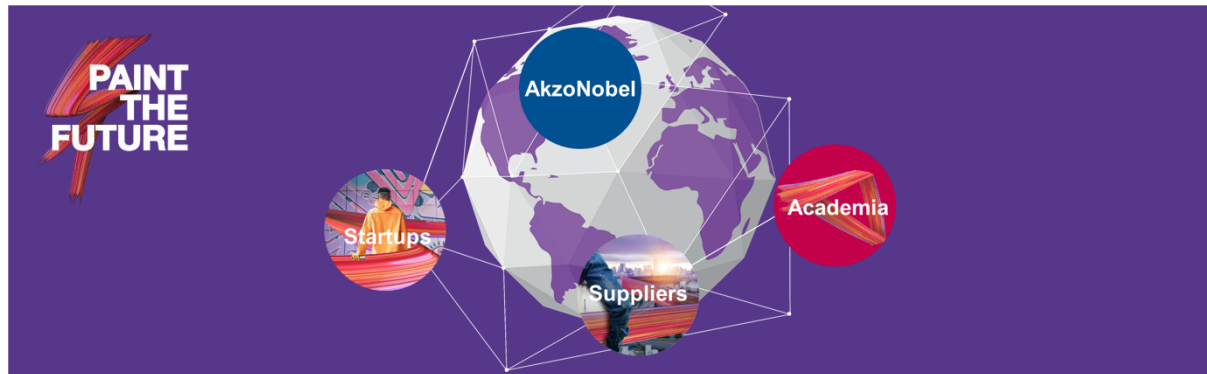 PAINT
THE
FUTURE
AkzoNobel
Startups
Academia
Suppliers